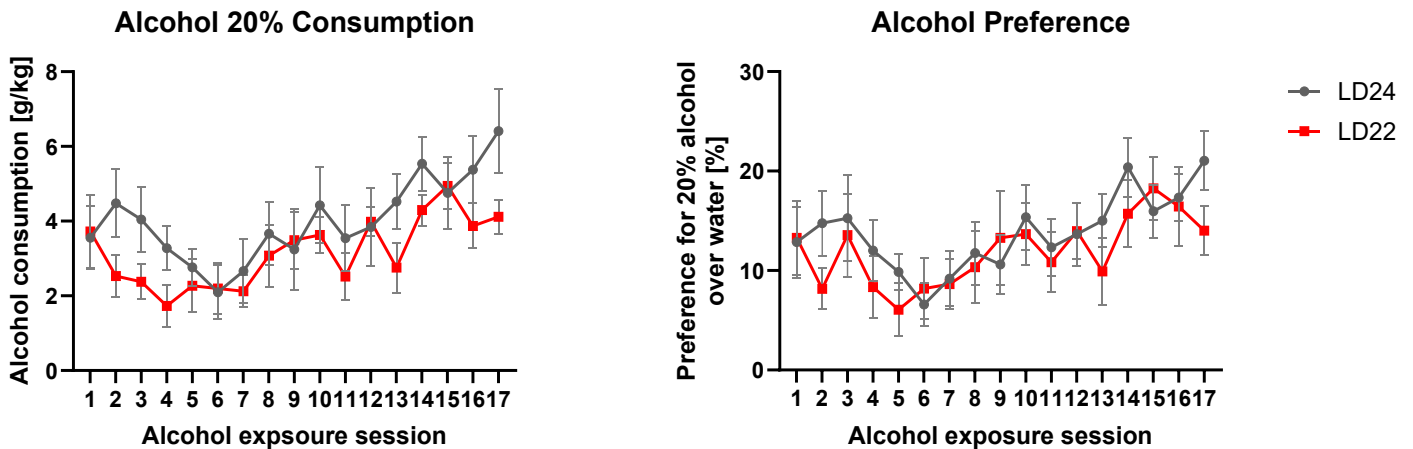 Alcohol 20% Consumption
Alcohol consumption [g/kg]
8
6
4
2
0
1 2 3 4 5 6 7 8 9 10 11 12 13 14 15 16 17
Alcohol expsoure session
Alcohol Preference
Preference for 20% alcohol
over water [%]
30
20
10
0
1 2 3 4 5 6 7 8 9 10 11 12 13 14 15 16 17
Alcohol exposure session
LD24
LD22